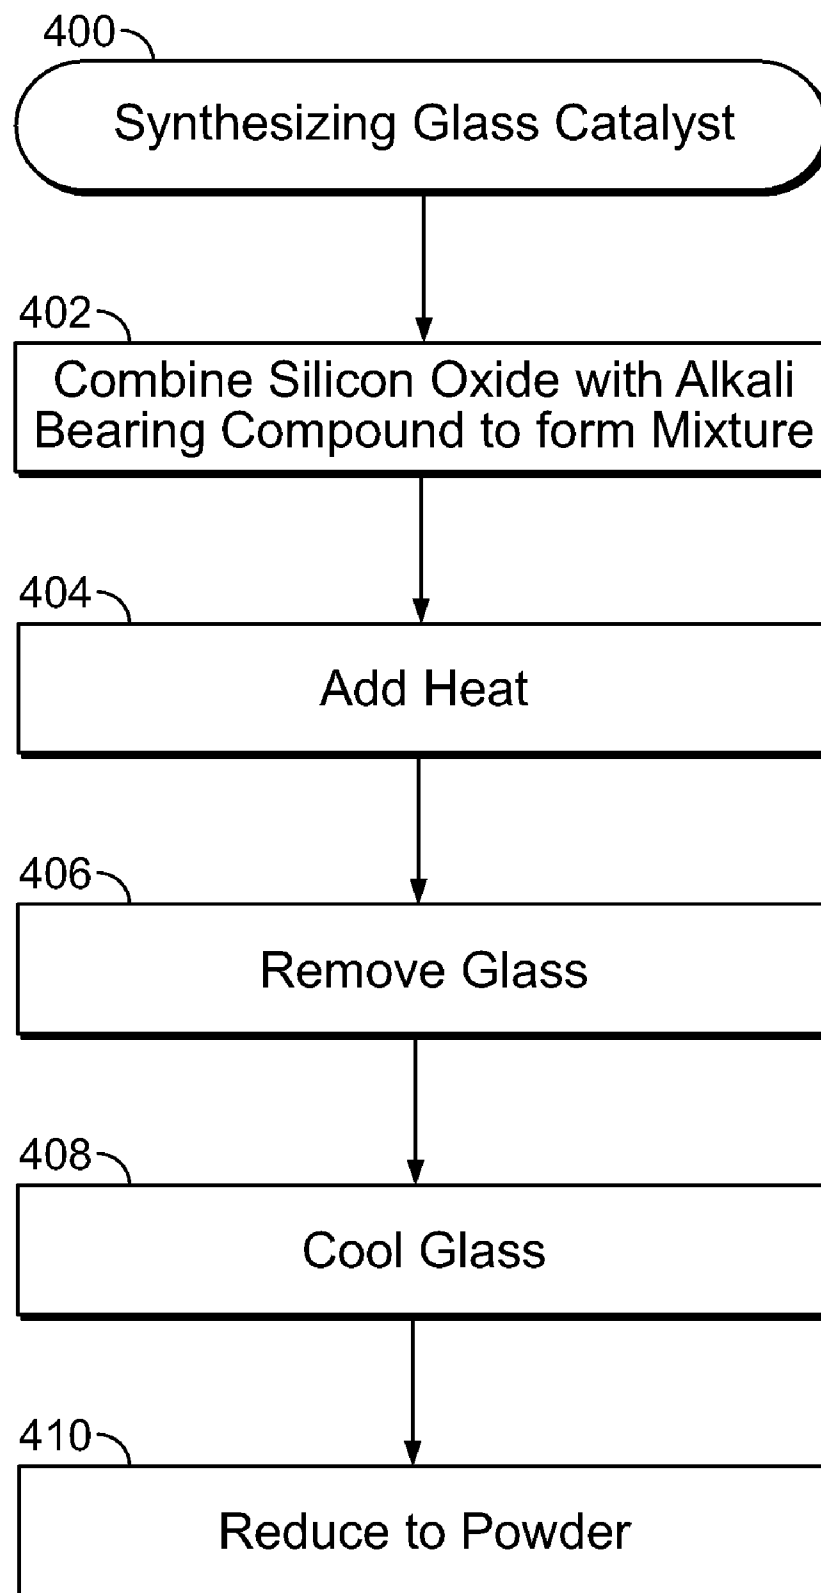 400
Synthesizing Glass Catalyst
402
Combine Silicon Oxide with Alkali
Bearing Compound to form Mixture
404
Add Heat
406
Remove Glass
408
Cool Glass
410
Reduce to Powder